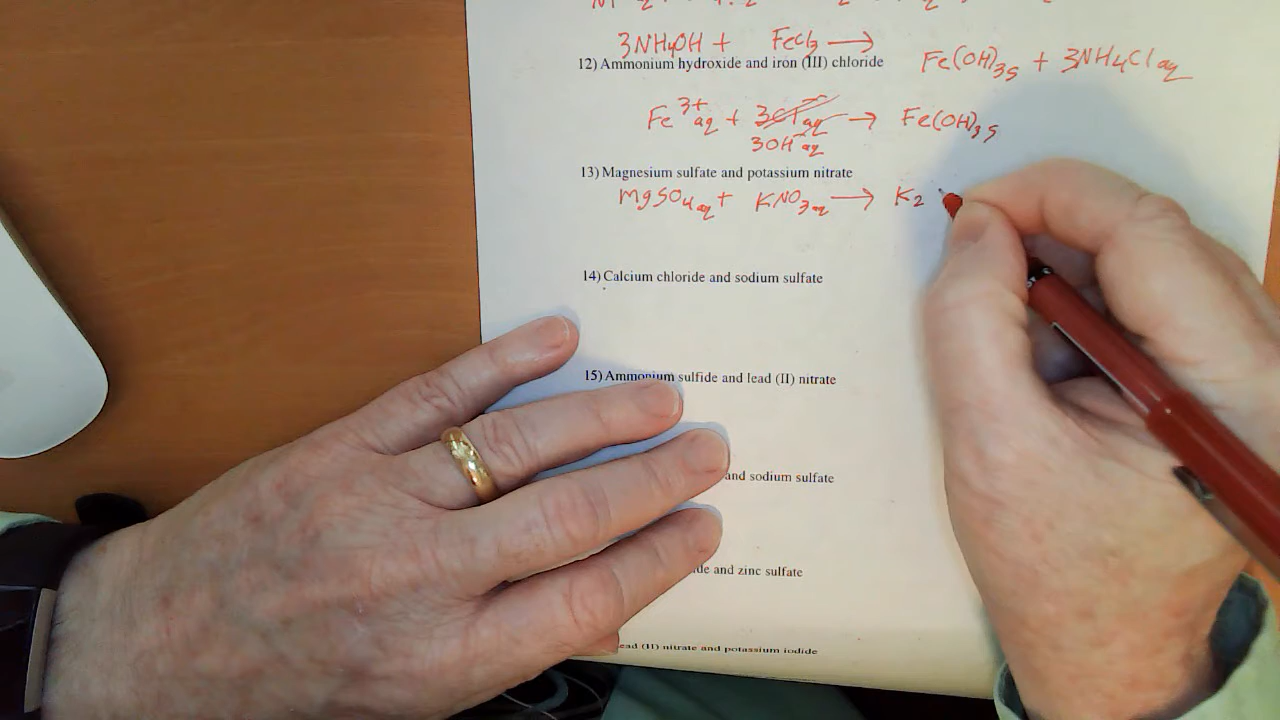 3NH4OH + FeCl3 →
12) Ammonium hydroxide and iron (III) chloride
Fe(OH)3s + 3NH4Claq
Fe3+aq + 3Cl-aq → Fe(OH)3s
3OH-aq
13) Magnesium sulfate and potassium nitrate
MgSO4aq + KNO3aq → K2
14) Calcium chloride and sodium sulfate
15) Ammonium sulfide and lead (II) nitrate
and sodium sulfate
and zinc sulfate
(II) nitrate and potassium iodide